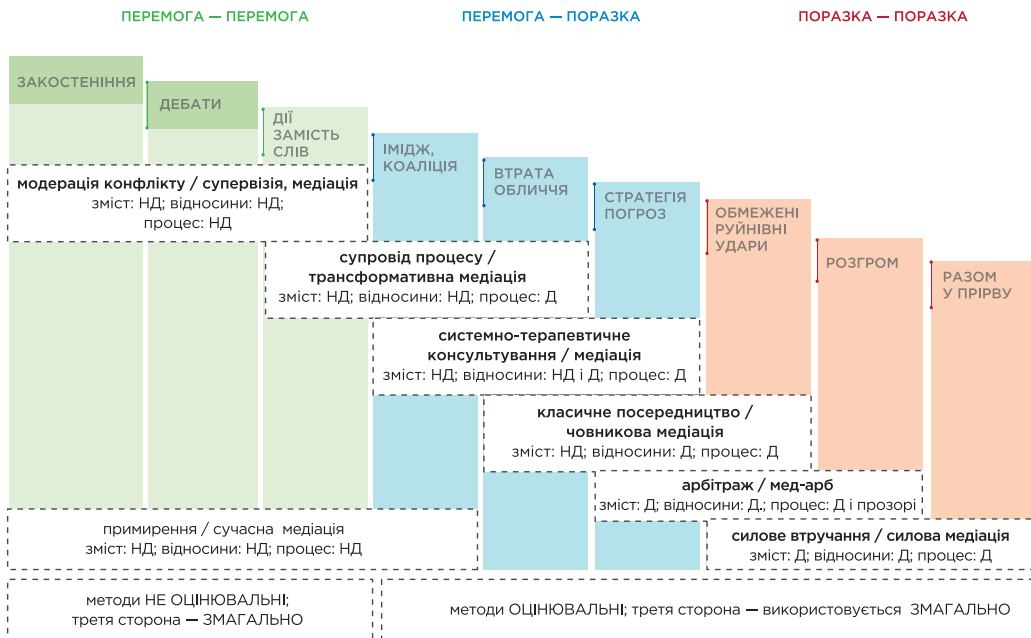 ПЕРЕМОГА — ПЕРЕМОГА
ПЕРЕМОГА — ПОРАЗКА
ПОРАЗКА — ПОРАЗКА
ЗАКОСТЕНІННЯ
ДЕБАТИ
ДІЇ
ЗАМІСТЬ
СЛІВ
ІМІДЖ,
КОАЛІЦІЯ
ВТРАТА
ОБЛИЧЧЯ
СТРАТЕГІЯ
ПОГРОЗ
ОБМЕЖЕНІ
РУЙНІВНІ
УДАРИ
РОЗГРОМ
РАЗОМ
У ПРІРВУ
модерація конфлікту / супервізія, медіація
зміст: НД; відносини: НД;
процес: НД
супровід процесу /
трансформативна медіація
зміст: НД; відносини: НД; процес: Д
системно-терапевтичне
консультування / медіація
зміст: НД; відносини: НД і Д; процес: Д
класичне посередництво /
човникова медіація
зміст: НД; відносини: Д; процес: Д
арбітраж / мед-арб
зміст: Д; відносини: Д.; процес: Д і прозорі
силове втручання / силова медіація
зміст: Д; відносини: Д; процес: Д
примирення / сучасна медіація
зміст: НД; відносини: НД; процес: НД
методи НЕ ОЦІНЮВАЛЬНІ;
третя сторона — ЗМАГАЛЬНО
методи ОЦІНЮВАЛЬНІ; третя сторона — використовується ЗМАГАЛЬНО